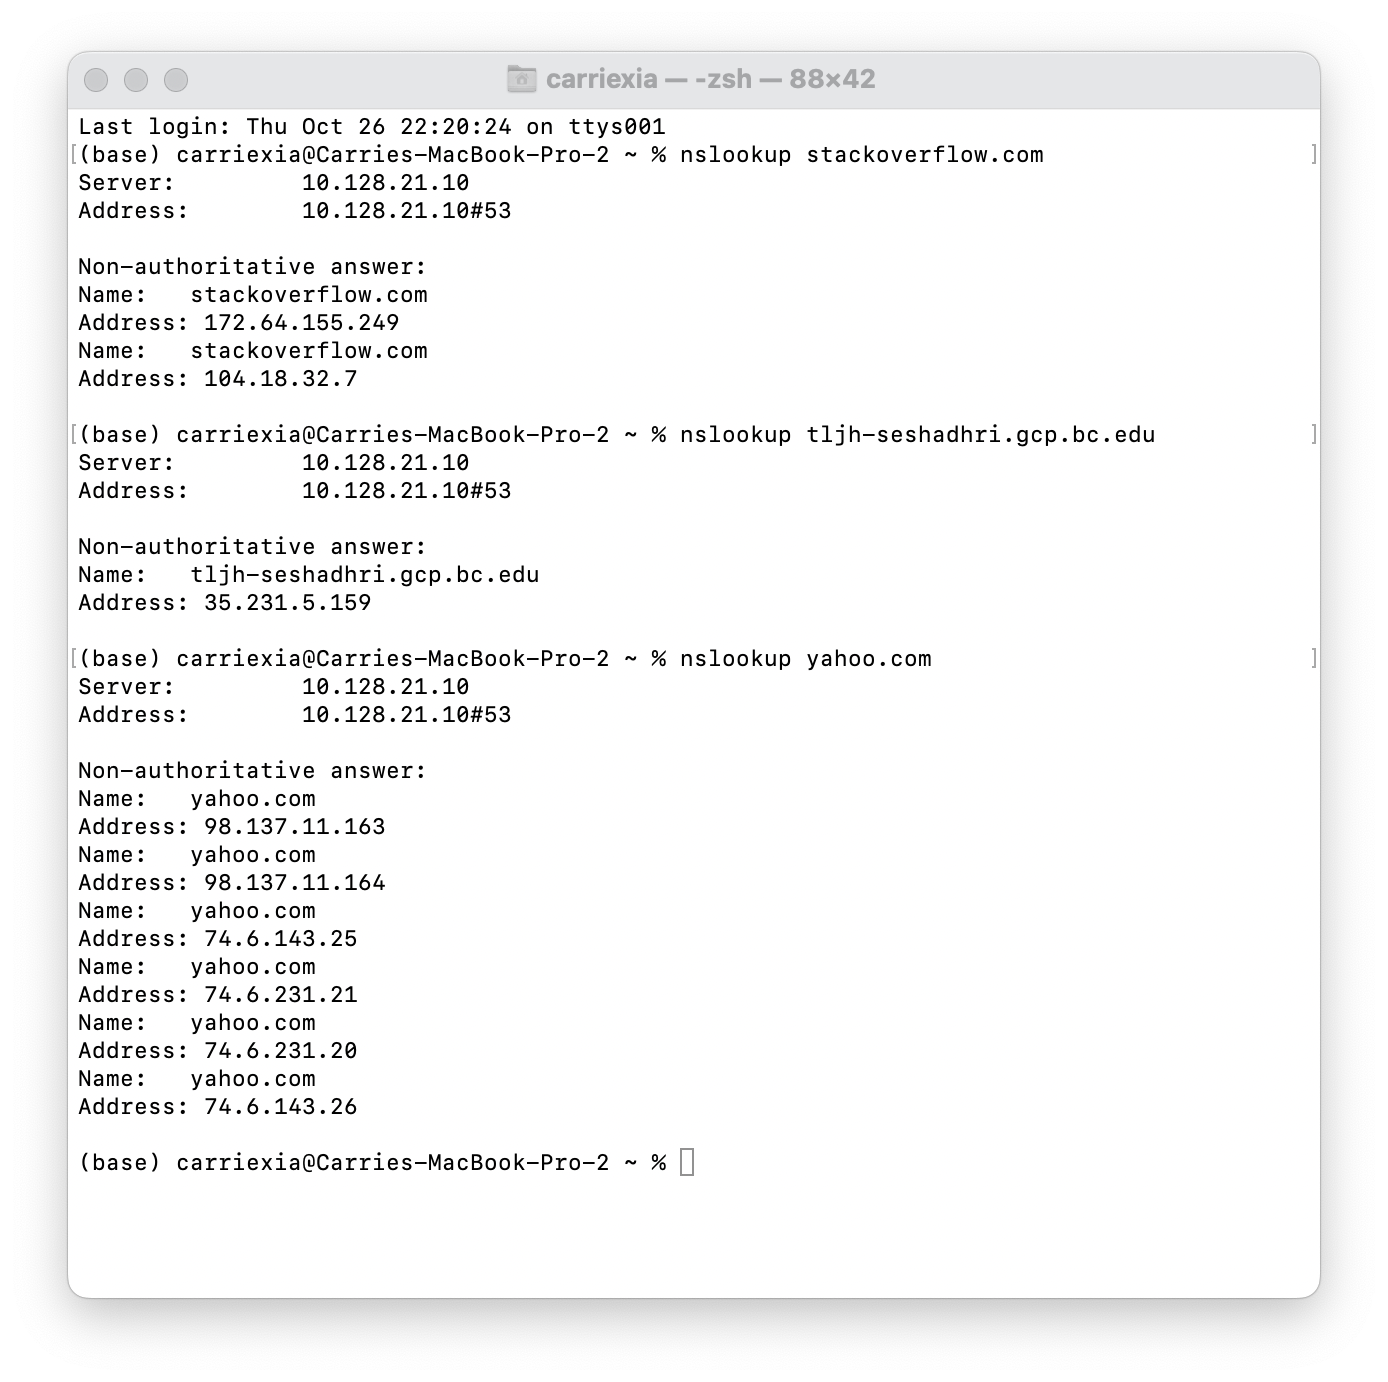 carriexia — -zsh — 88×42
Last login: Thu Oct 26 22:20:24 on ttys001
[(base) carriexia@Carries-MacBook-Pro-2 ~ % nslookup stackoverflow.com ]
Server: 10.128.21.10
Address: 10.128.21.10#53
Non-authoritative answer:
Name: stackoverflow.com
Address: 172.64.155.249
Name: stackoverflow.com
Address: 104.18.32.7
[(base) carriexia@Carries-MacBook-Pro-2 ~ % nslookup tljh-seshadhri.gcp.bc.edu ]
Server: 10.128.21.10
Address: 10.128.21.10#53
Non-authoritative answer:
Name: tljh-seshadhri.gcp.bc.edu
Address: 35.231.5.159
[(base) carriexia@Carries-MacBook-Pro-2 ~ % nslookup yahoo.com ]
Server: 10.128.21.10
Address: 10.128.21.10#53
Non-authoritative answer:
Name: yahoo.com
Address: 98.137.11.163
Name: yahoo.com
Address: 98.137.11.164
Name: yahoo.com
Address: 74.6.143.25
Name: yahoo.com
Address: 74.6.231.21
Name: yahoo.com
Address: 74.6.231.20
Name: yahoo.com
Address: 74.6.143.26
(base) carriexia@Carries-MacBook-Pro-2 ~ %